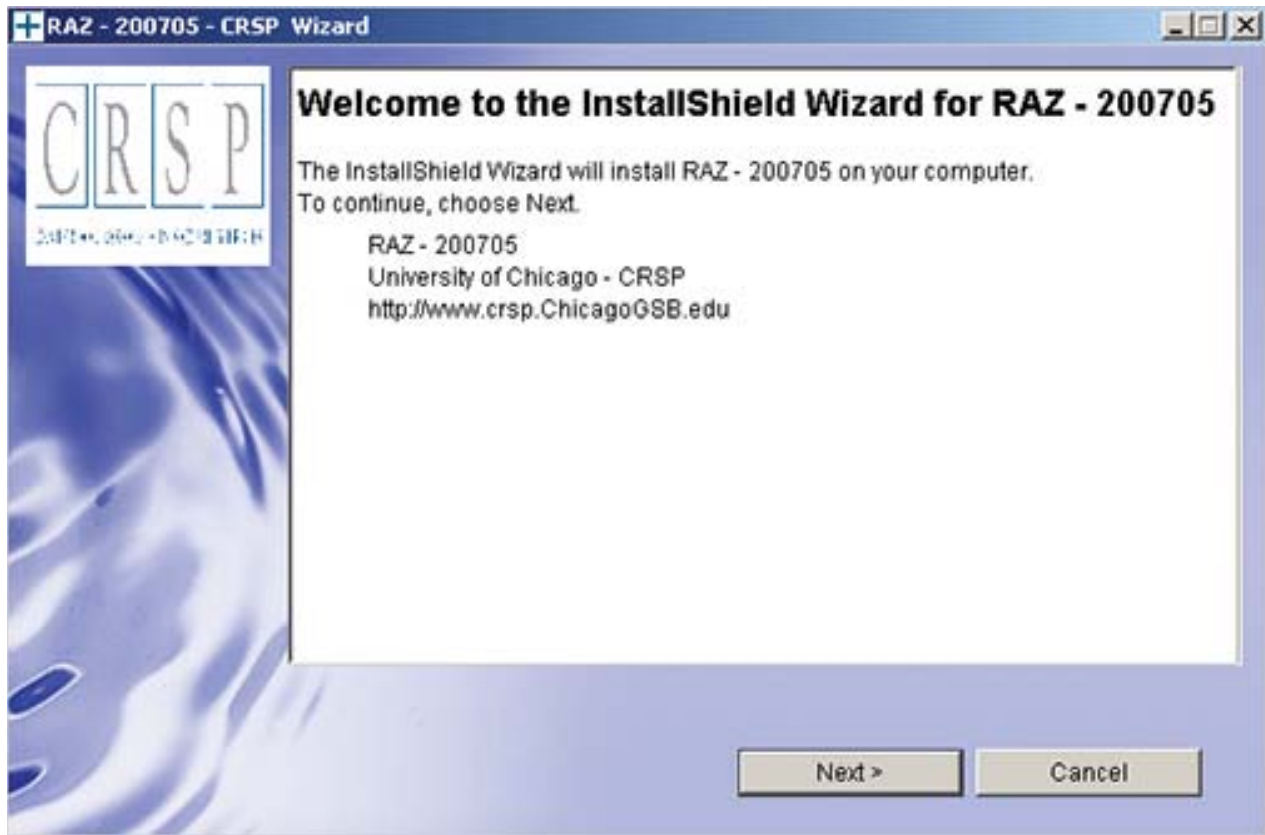 RAZ - 200705 - CRSP Wizard
CRSP
Welcome to the InstallShield Wizard for RAZ - 200705
The InstallShield Wizard will install RAZ - 200705 on your computer.
To continue, choose Next.
RAZ - 200705
University of Chicago - CRSP
http://www.crsp.ChicagoGSB.edu
Next >
Cancel